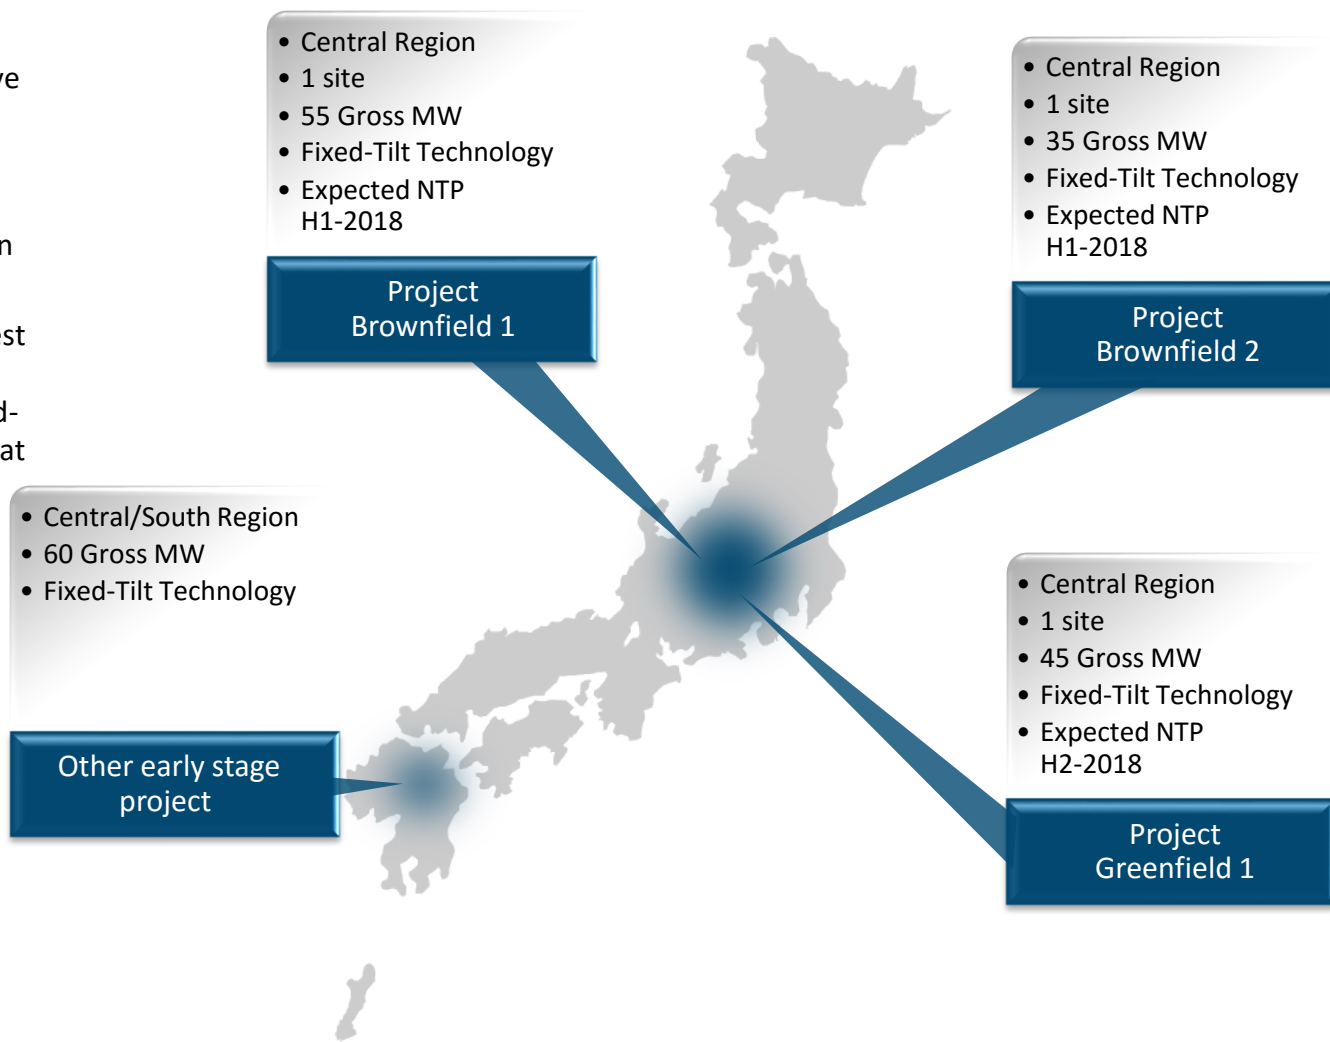 ve
n
est
d-
at
• Central Region
• 1 site
• 55 Gross MW
• Fixed-Tilt Technology
• Expected NTP
H1-2018
Project
Brownfield 1
• Central Region
• 1 site
• 35 Gross MW
• Fixed-Tilt Technology
• Expected NTP
H1-2018
Project
Brownfield 2
• Central/South Region
• 60 Gross MW
• Fixed-Tilt Technology
Other early stage
project
• Central Region
• 1 site
• 45 Gross MW
• Fixed-Tilt Technology
• Expected NTP
H2-2018
Project
Greenfield 1